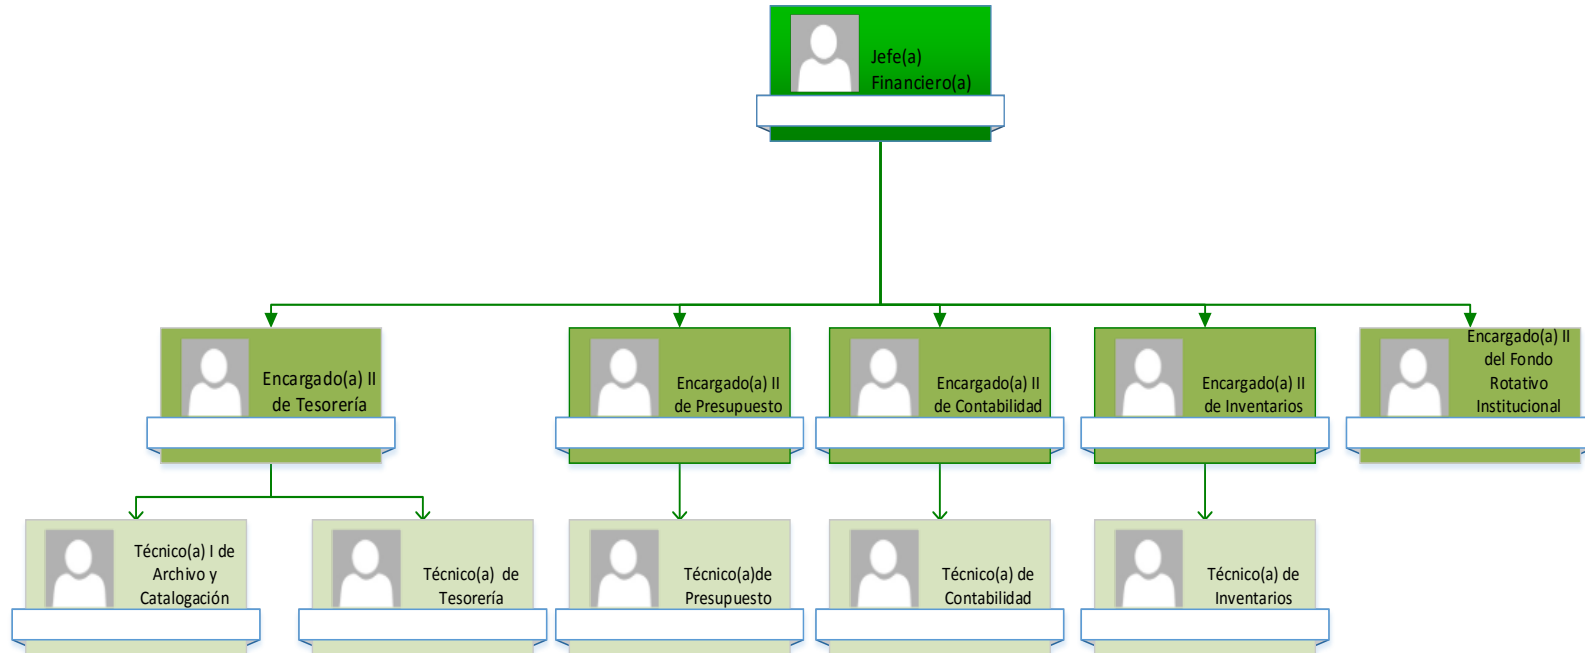 Jefe(a)
Financiero(a)
Encargado(a) II
de Tesorería
Encargado(a) II
de Presupuesto
Encargado(a) II
de Contabilidad
Encargado(a) II
de Inventarios
Encargado(a) II
del Fondo
Rotativo
Institucional
Técnico(a) I de
Archivo y
Catalogación
Técnico(a) de
Tesorería
Técnico(a)de
Presupuesto
Técnico(a) de
Contabilidad
Técnico(a) de
Inventarios